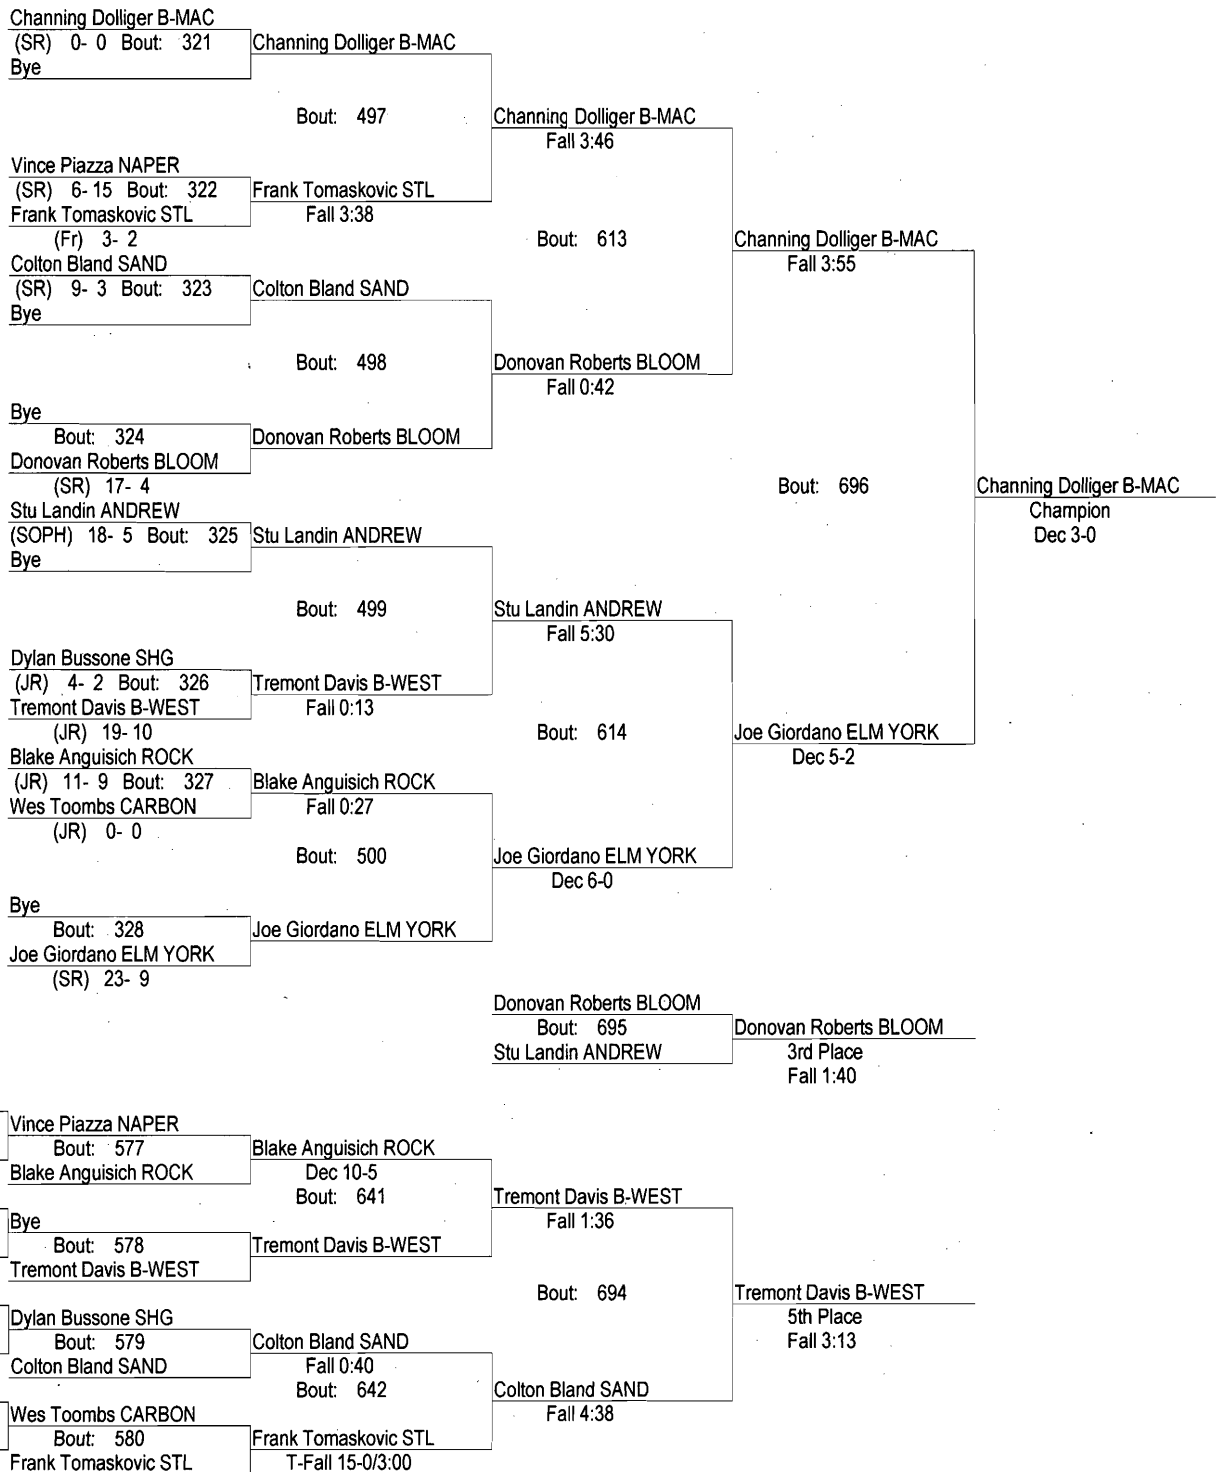 Channing Dolliger B-MAC
(SR) 0- 0 Bout: 321
Bye
Channing Dolliger B-MAC
Bout: 497
Channing Dolliger B-MAC
Fall 3:46
Vince Piazza NAPER
(SR) 6- 15 Bout: 322
Frank Tomaskovic STL
(Fr) 3- 2
Frank Tomaskovic STL
Fall 3:38
Bout: 613
Channing Dolliger B-MAC
Fall 3:55
Colton Bland SAND
(SR) 9- 3 Bout: 323
Bye
Colton Bland SAND
Bout: 498
Donovan Roberts BLOOM
Fall 0:42
Bye
Bout: 324
Donovan Roberts BLOOM
(SR) 17- 4
Donovan Roberts BLOOM
Bout: 696
Channing Dolliger B-MAC
Champion
Dec 3-0
Stu Landin ANDREW
(SOPH) 18- 5 Bout: 325
Bye
Stu Landin ANDREW
Bout: 499
Stu Landin ANDREW
Fall 5:30
Dylan Bussone SHG
(JR) 4- 2 Bout: 326
Tremont Davis B-WEST
(JR) 19- 10
Tremont Davis B-WEST
Fall 0:13
Bout: 614
Joe Giordano ELM YORK
Dec 5-2
Blake Anguisich ROCK
(JR) 11- 9 Bout: 327
Wes Toombs CARBON
(JR) 0- 0
Blake Anguisich ROCK
Fall 0:27
Bout: 500
Joe Giordano ELM YORK
Dec 6-0
Bye
Bout: 328
Joe Giordano ELM YORK
(SR) 23- 9
Joe Giordano ELM YORK
Donovan Roberts BLOOM
Bout: 695
Stu Landin ANDREW
Donovan Roberts BLOOM
3rd Place
Fall 1:40
Vince Piazza NAPER
Bout: 577
Blake Anguisich ROCK
Blake Anguisich ROCK
Dec 10-5
Bout: 641
Tremont Davis B-WEST
Fall 1:36
Bye
Bout: 578
Tremont Davis B-WEST
Tremont Davis B-WEST
Bout: 694
Tremont Davis B-WEST
5th Place
Fall 3:13
Dylan Bussone SHG
Bout: 579
Colton Bland SAND
Colton Bland SAND
Fall 0:40
Bout: 642
Colton Bland SAND
Fall 4:38
Wes Toombs CARBON
Bout: 580
Frank Tomaskovic STL
Frank Tomaskovic STL
T-Fall 15-0/3:00